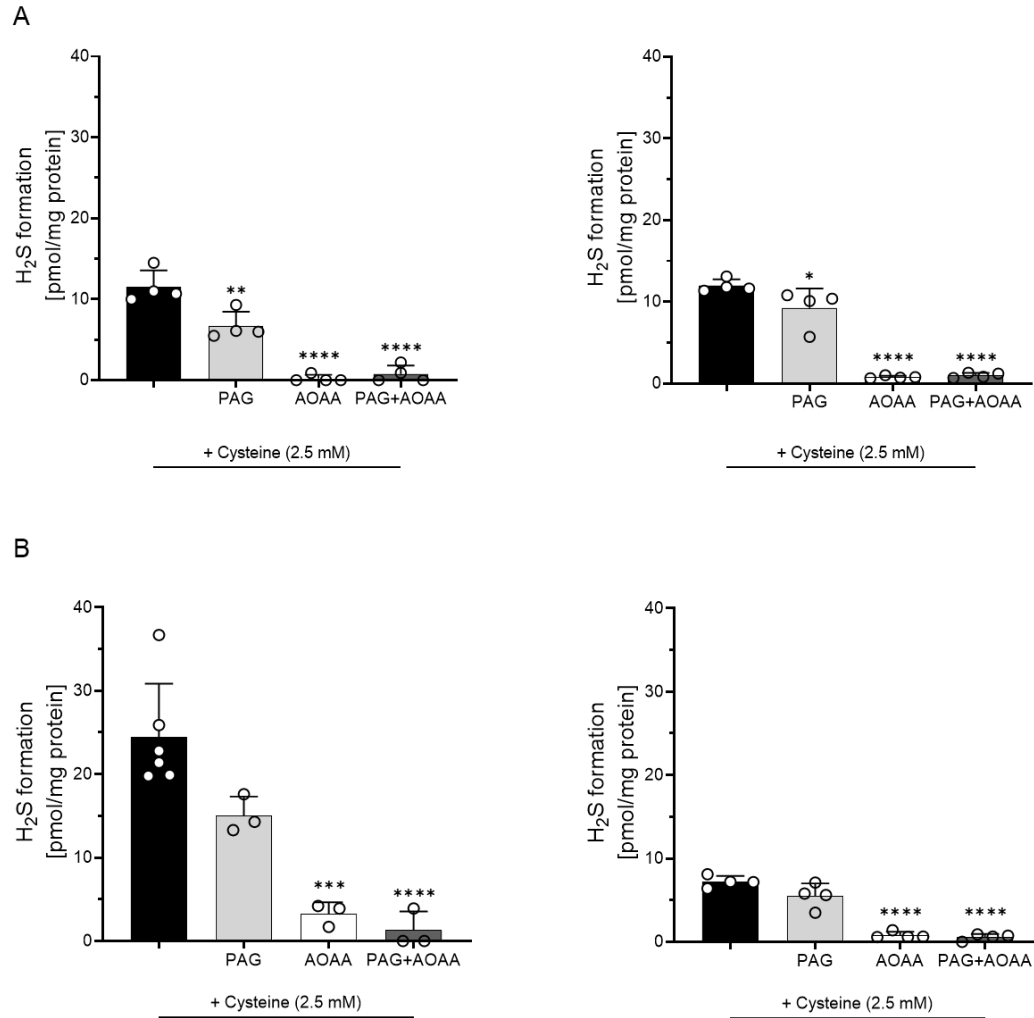 A
H₂S formation
[pmol/mg protein]
40
30
20
10
0
**
****
****
PAG
AOAA
PAG+AOAA
+ Cysteine (2.5 mM)
H₂S formation
[pmol/mg protein]
40
30
20
10
0
*
****
****
PAG
AOAA
PAG+AOAA
+ Cysteine (2.5 mM)
B
H₂S formation
[pmol/mg protein]
40
30
20
10
0
***
****
PAG
AOAA
PAG+AOAA
+ Cysteine (2.5 mM)
H₂S formation
[pmol/mg protein]
40
30
20
10
0
****
****
PAG
AOAA
PAG+AOAA
+ Cysteine (2.5 mM)